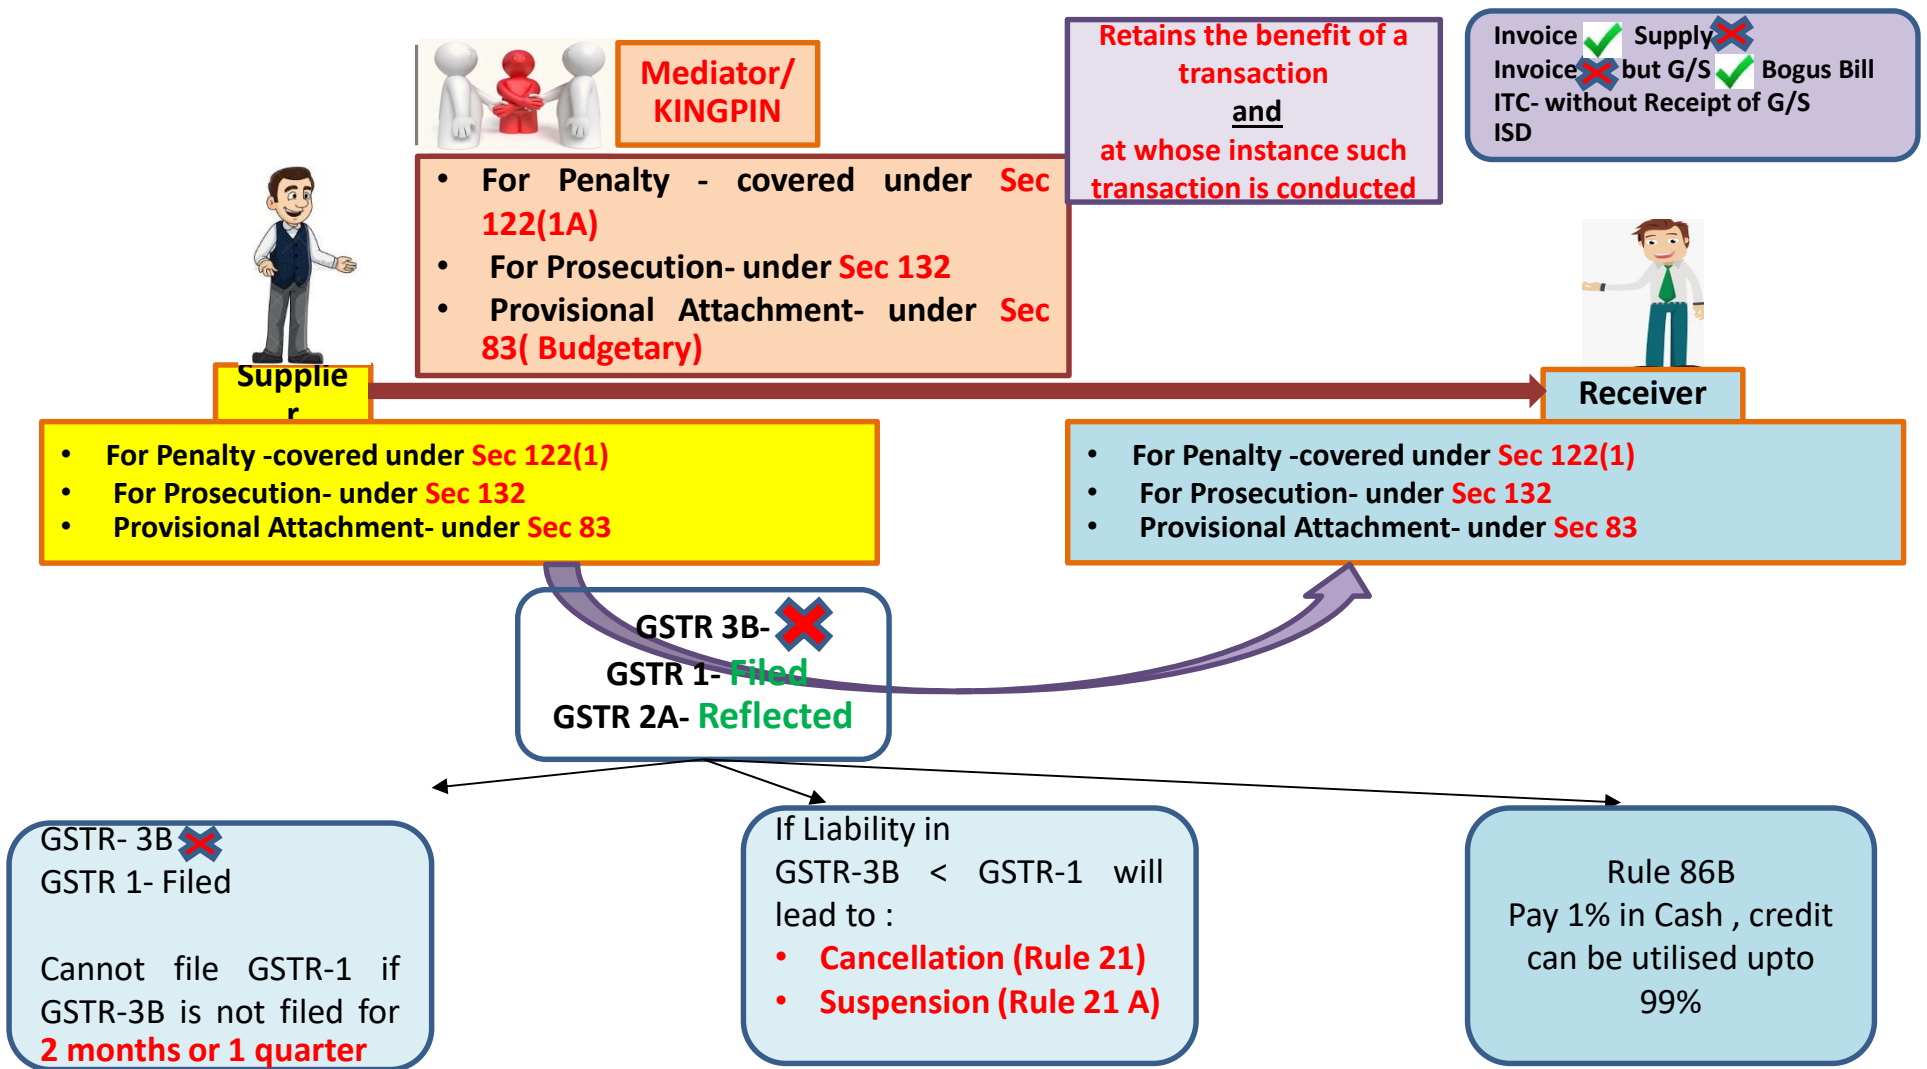 Mediator/
KINGPIN
Retains the benefit of a
transaction
and
at whose instance such
transaction is conducted
Invoice Supply
Invoice but G/S Bogus Bill
ITC- without Receipt of G/S
ISD
• For Penalty - covered under Sec
122(1A)
• For Prosecution- under Sec 132
• Provisional Attachment- under Sec
83( Budgetary)
Supplie
r
Receiver
• For Penalty -covered under Sec 122(1)
• For Prosecution- under Sec 132
• Provisional Attachment- under Sec 83
• For Penalty -covered under Sec 122(1)
• For Prosecution- under Sec 132
• Provisional Attachment- under Sec 83
GSTR 3B-
GSTR 1- Filed
GSTR 2A- Reflected
GSTR- 3B
GSTR 1- Filed
Cannot file GSTR-1 if
GSTR-3B is not filed for
2 months or 1 quarter
If Liability in
GSTR-3B < GSTR-1 will
lead to :
• Cancellation (Rule 21)
• Suspension (Rule 21 A)
Rule 86B
Pay 1% in Cash , credit
can be utilised upto
99%